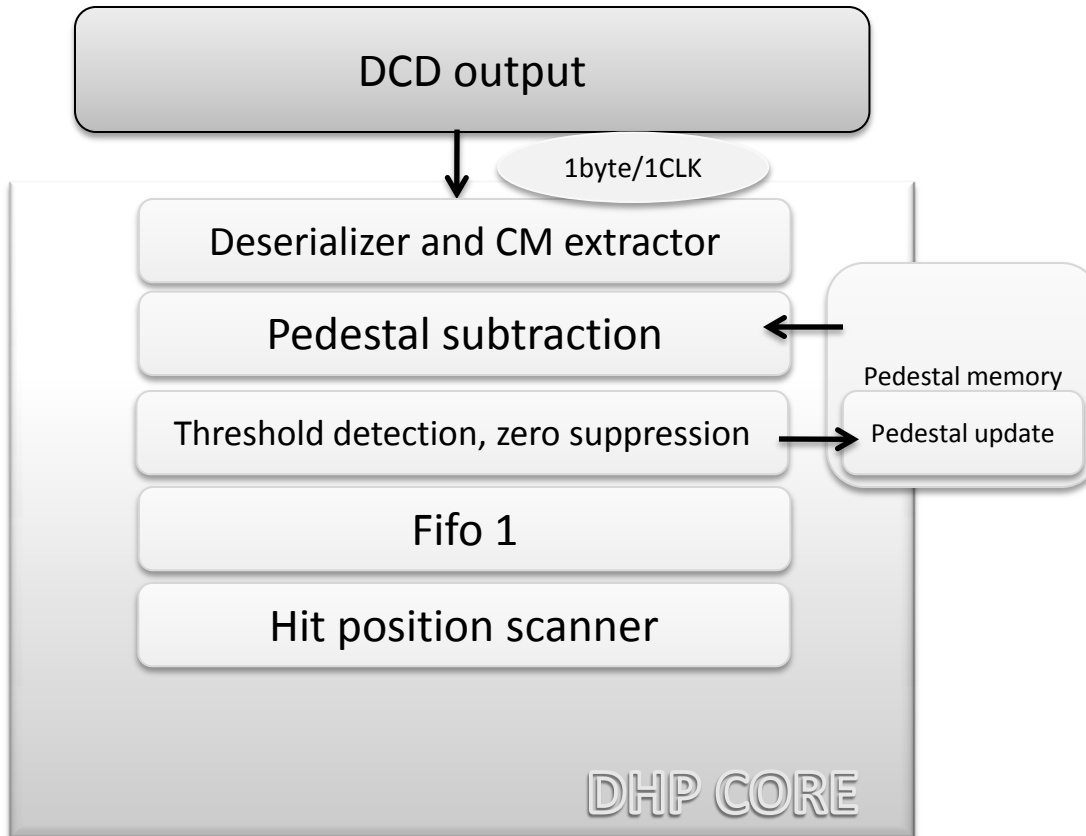 DCD output
1byte/1CLK
Deserializer and CM extractor
Pedestal subtraction
Pedestal memory
Threshold detection, zero suppression
Pedestal update
Fifo 1
Hit position scanner
DHP CORE